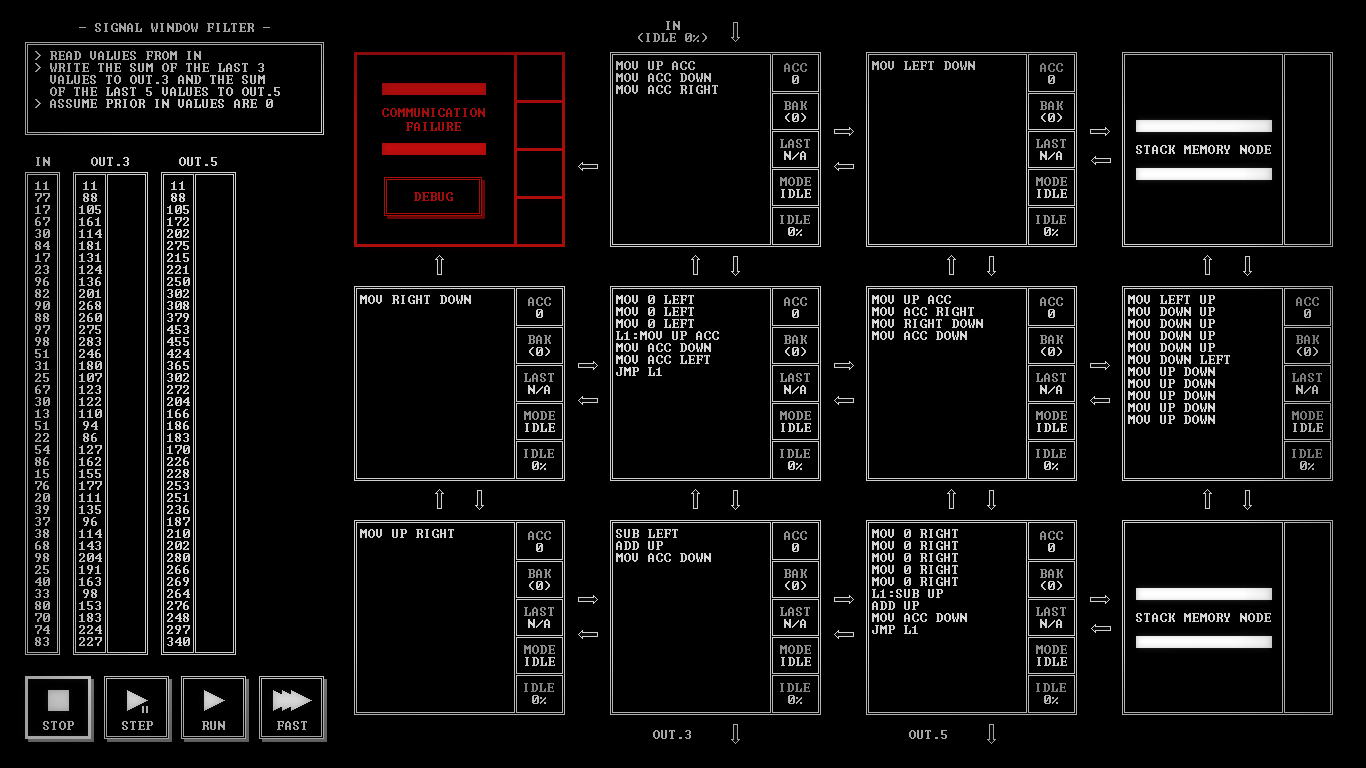 - SIGNAL WINDOW FILTER -
> READ VALUES FROM IN
> WRITE THE SUM OF THE LAST 3
VALUES TO OUT.3 AND THE SUM
OF THE LAST 5 VALUES TO OUT.5
> ASSUME PRIOR IN VALUES ARE 0
IN OUT.3 OUT.5
11 11 11
77 88 88
17 105 105
67 161 172
30 114 202
84 181 275
17 131 215
23 124 221
96 136 250
82 201 302
90 268 308
88 260 379
97 275 453
98 283 455
51 246 424
31 180 365
25 107 302
67 123 272
30 122 204
13 110 166
51 94 186
22 86 183
54 127 170
86 162 226
15 155 228
76 177 253
20 111 251
39 135 236
37 96 187
38 114 210
68 143 202
98 204 280
25 191 266
40 163 269
33 98 264
80 153 276
70 183 248
74 224 297
83 227 340
STOP
STEP
RUN
FAST
IN
(IDLE 0%)
COMMUNICATION
FAILURE
DEBUG
MOV UP ACC
MOV ACC DOWN
MOV ACC RIGHT
ACC
0
BAK
(0)
LAST
N/A
MODE
IDLE
IDLE
0%
MOV LEFT DOWN
ACC
0
BAK
(0)
LAST
N/A
MODE
IDLE
IDLE
0%
STACK MEMORY NODE
MOV RIGHT DOWN
ACC
0
BAK
(0)
LAST
N/A
MODE
IDLE
IDLE
0%
MOV 0 LEFT
MOV 0 LEFT
MOV 0 LEFT
L1:MOV UP ACC
MOV ACC DOWN
MOV ACC LEFT
JMP L1
ACC
0
BAK
(0)
LAST
N/A
MODE
IDLE
IDLE
0%
MOV UP ACC
MOV ACC RIGHT
MOV RIGHT DOWN
MOV ACC DOWN
ACC
0
BAK
(0)
LAST
N/A
MODE
IDLE
IDLE
0%
MOV LEFT UP
MOV DOWN UP
MOV DOWN UP
MOV DOWN UP
MOV DOWN UP
MOV DOWN LEFT
MOV UP DOWN
MOV UP DOWN
MOV UP DOWN
MOV UP DOWN
MOV UP DOWN
ACC
0
BAK
(0)
LAST
N/A
MODE
IDLE
IDLE
0%
MOV UP RIGHT
ACC
0
BAK
(0)
LAST
N/A
MODE
IDLE
IDLE
0%
SUB LEFT
ADD UP
MOV ACC DOWN
ACC
0
BAK
(0)
LAST
N/A
MODE
IDLE
IDLE
0%
MOV 0 RIGHT
MOV 0 RIGHT
MOV 0 RIGHT
MOV 0 RIGHT
MOV 0 RIGHT
L1:SUB UP
ADD UP
MOV ACC DOWN
JMP L1
ACC
0
BAK
(0)
LAST
N/A
MODE
IDLE
IDLE
0%
STACK MEMORY NODE
OUT.3
OUT.5